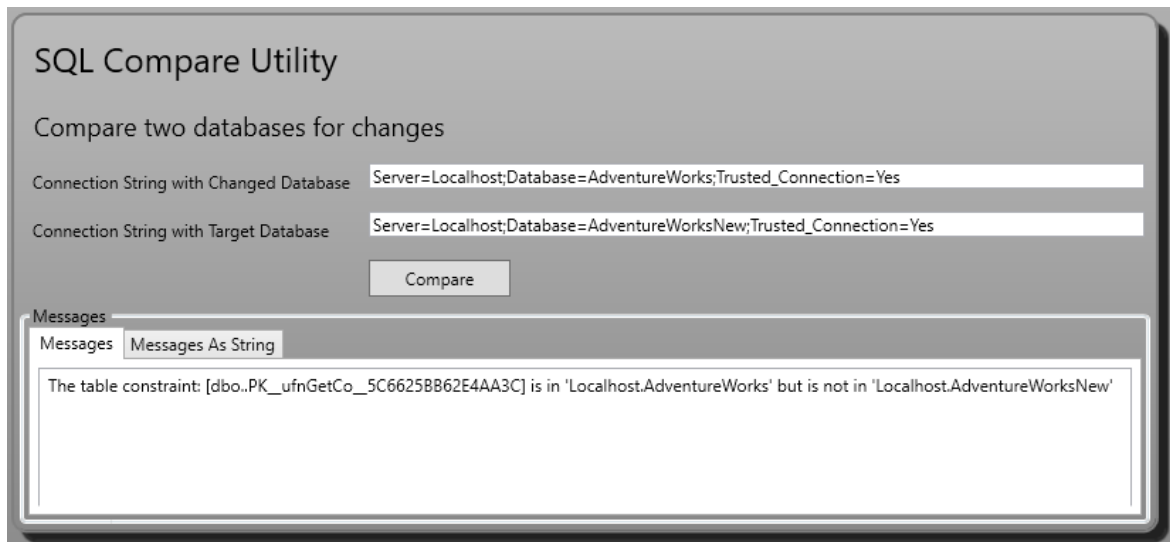 SQL Compare Utility
Compare two databases for changes
Connection String with Changed Database
Server=Localhost;Database=AdventureWorks;Trusted_Connection=Yes
Connection String with Target Database
Server=Localhost;Database=AdventureWorksNew;Trusted_Connection=Yes
Compare
Messages
Messages
Messages As String
The table constraint: [dbo..PK__ufnGetCo__5C6625BB62E4AA3C] is in 'Localhost.AdventureWorks' but is not in 'Localhost.AdventureWorksNew'